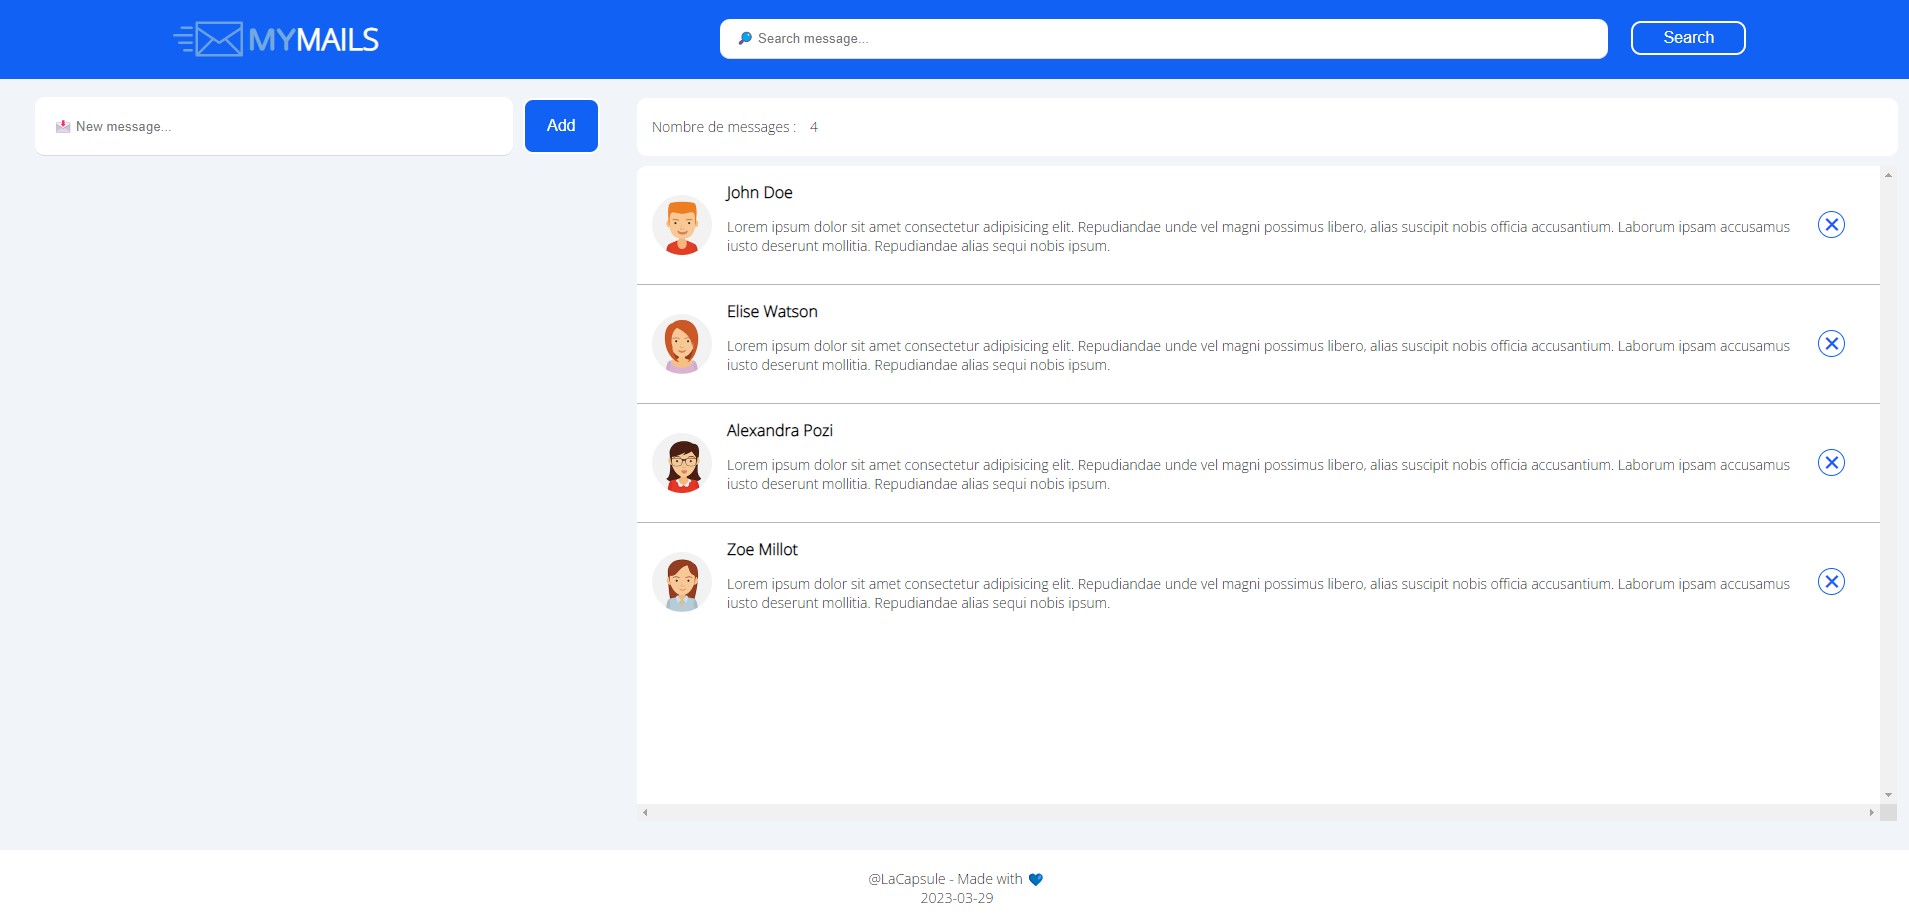 MYMAILS
Search message...
Search
New message...
Add
Nombre de messages : 4
John Doe
Lorem ipsum dolor sit amet consectetur adipisicing elit. Repudiandae unde vel magni possimus libero, alias suscipit nobis officia accusantium. Laborum ipsam accusamus
iusto deserunt mollitia. Repudiandae alias sequi nobis ipsum.
Elise Watson
Lorem ipsum dolor sit amet consectetur adipisicing elit. Repudiandae unde vel magni possimus libero, alias suscipit nobis officia accusantium. Laborum ipsam accusamus
iusto deserunt mollitia. Repudiandae alias sequi nobis ipsum.
Alexandra Pozi
Lorem ipsum dolor sit amet consectetur adipisicing elit. Repudiandae unde vel magni possimus libero, alias suscipit nobis officia accusantium. Laborum ipsam accusamus
iusto deserunt mollitia. Repudiandae alias sequi nobis ipsum.
Zoe Millot
Lorem ipsum dolor sit amet consectetur adipisicing elit. Repudiandae unde vel magni possimus libero, alias suscipit nobis officia accusantium. Laborum ipsam accusamus
iusto deserunt mollitia. Repudiandae alias sequi nobis ipsum.
@LaCapsule - Made with 💙
2023-03-29